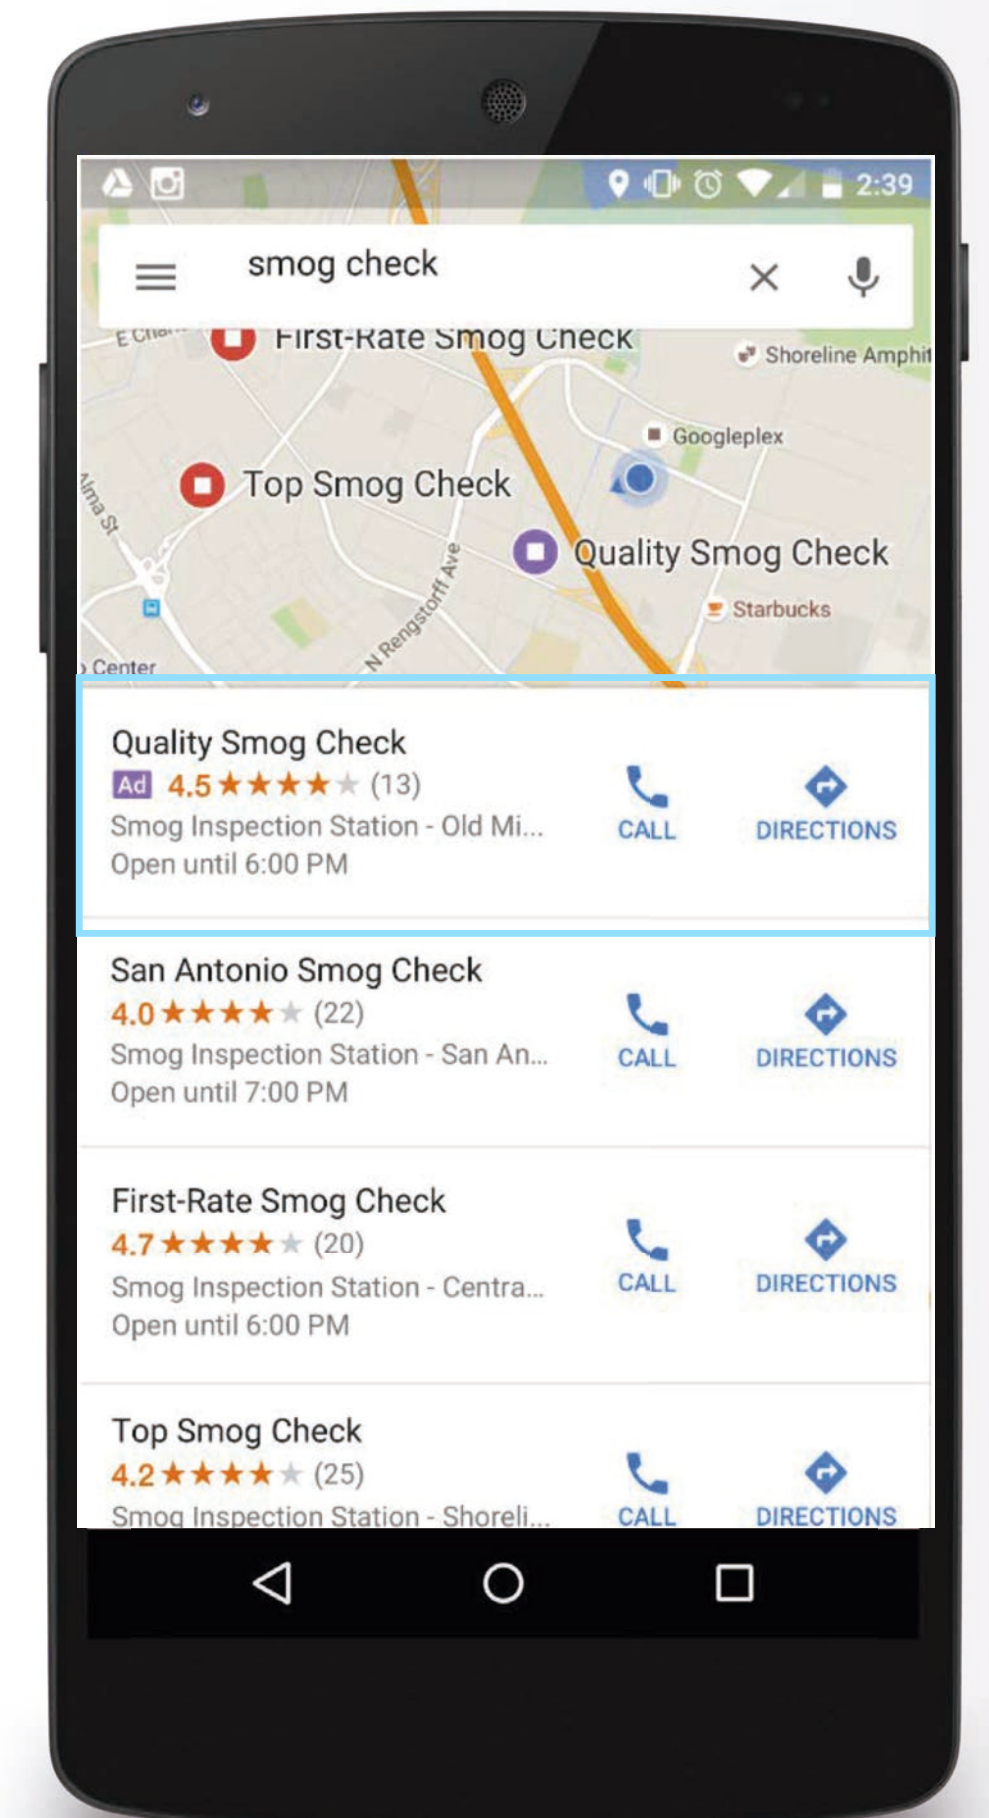 2:39
smog check
E Cha
First-Rate Smog Check
Shoreline Amphit
Googleplex
Alma St
Top Smog Check
Quality Smog Check
N Rengstorff Ave
Starbucks
Center
Quality Smog Check
Ad 4.5 (13)
Smog Inspection Station - Old Mi...
Open until 6:00 PM
CALL
DIRECTIONS
San Antonio Smog Check
4.0 (22)
Smog Inspection Station - San An...
Open until 7:00 PM
CALL
DIRECTIONS
First-Rate Smog Check
4.7 (20)
Smog Inspection Station - Centra...
Open until 6:00 PM
CALL
DIRECTIONS
Top Smog Check
4.2 (25)
Smog Inspection Station - Shoreli...
CALL
DIRECTIONS